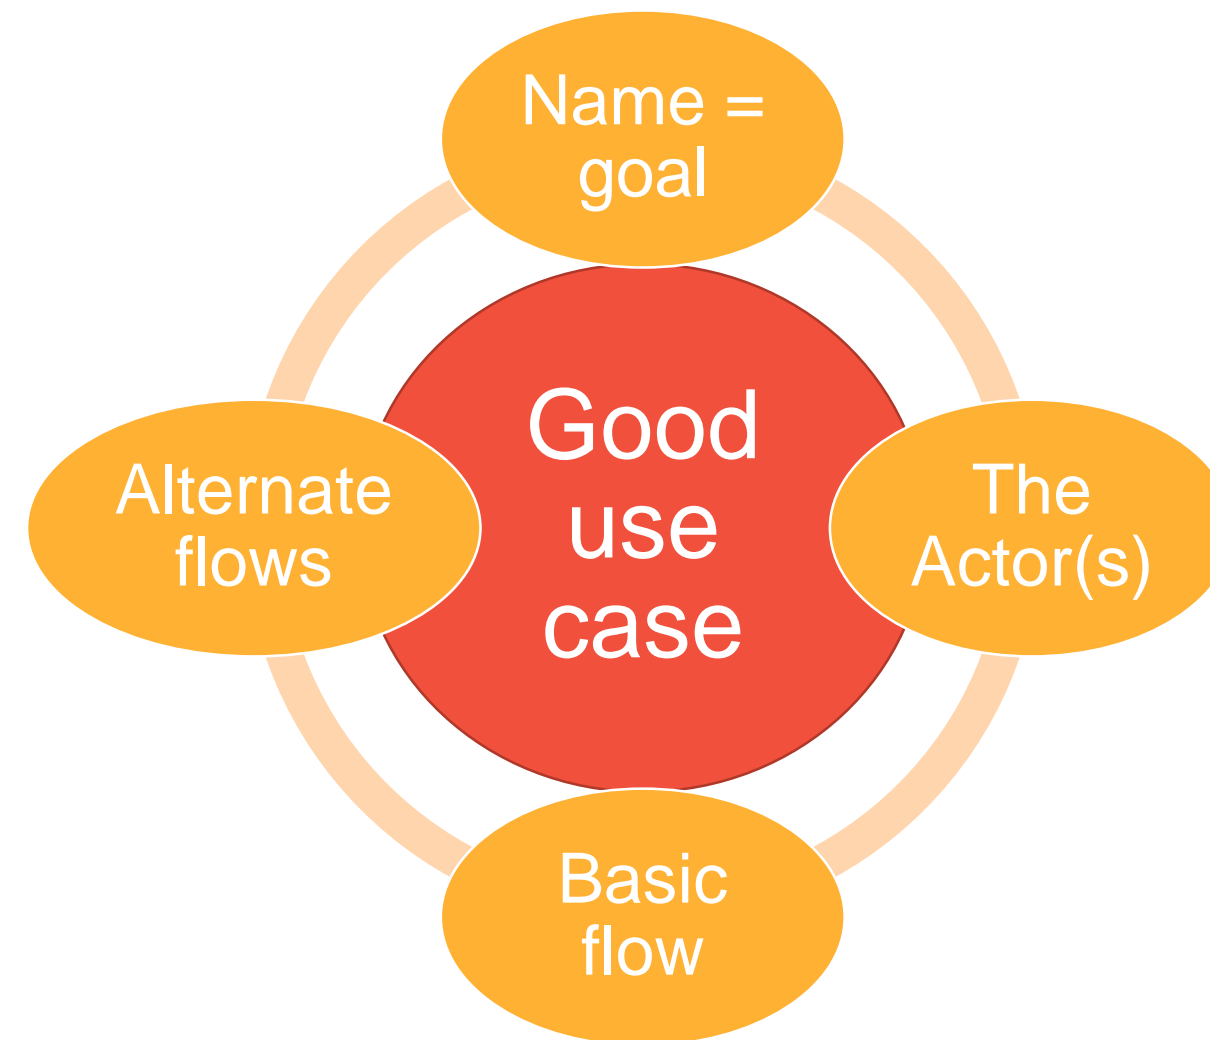 Name =
goal
Good
use
case
Alternate
flows
The
Actor(s)
Basic
flow